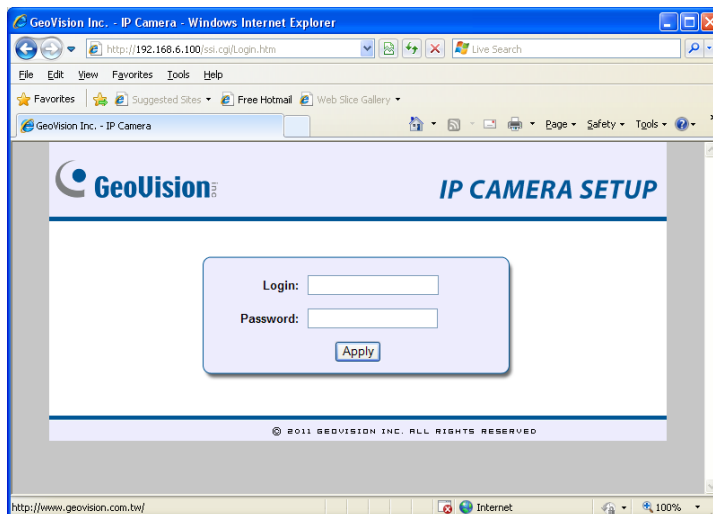 GeoVision Inc. - IP Camera - Windows Internet Explorer
http://192.168.6.100/ssi.cgi/Login.htm
Live Search
File Edit View Favorites Tools Help
Favorites Suggested Sites Free Hotmail Web Slice Gallery
GeoVision Inc. - IP Camera
Page Safety Tools
GeoVision inc
IP CAMERA SETUP
Login:
Password:
Apply
© 2011 GEOVISION INC. ALL RIGHTS RESERVED
http://www.geovision.com.tw/
Internet
100%